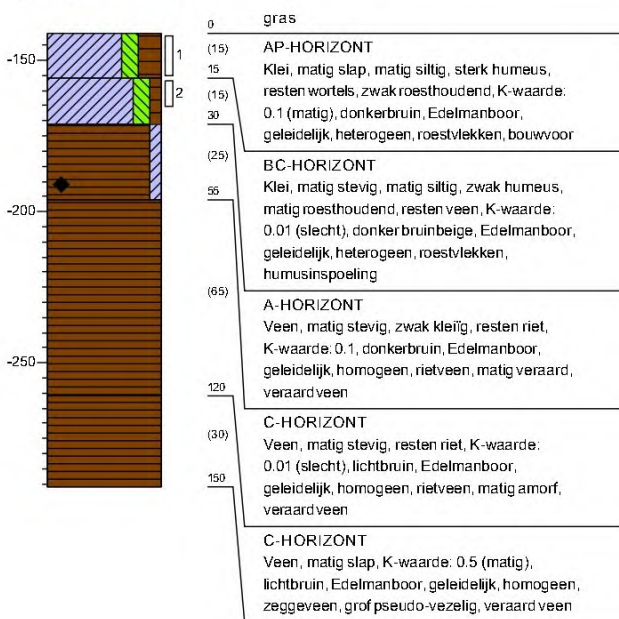 0
gras
-150
(15)
1
AP-HORIZONT
15
Klei, matig slap, matig siltig, sterk humeus,
resten wortels, zwak roesthoudend, K-waarde:
0.1 (matig), donkerbruin, Edelmanboor,
geleidelijk, heterogeen, roestvlekken, bouwvoor
(15)
2
30
BC-HORIZONT
Klei, matig stevig, matig siltig, zwak humeus,
matig roesthoudend, resten veen, K-waarde:
0.01 (slecht), donker bruinbeige, Edelmanboor,
geleidelijk, heterogeen, roestvlekken,
humusinspoeling
(25)
55
-200
A-HORIZONT
Veen, matig stevig, zwak kleiïg, resten riet,
K-waarde: 0.1, donkerbruin, Edelmanboor,
geleidelijk, homogeen, rietveen, matig veraard,
veraard veen
(65)
-250
120
C-HORIZONT
Veen, matig stevig, resten riet, K-waarde:
0.01 (slecht), lichtbruin, Edelmanboor,
geleidelijk, homogeen, rietveen, matig amorf,
veraard veen
(30)
150
C-HORIZONT
Veen, matig slap, K-waarde: 0.5 (matig),
lichtbruin, Edelmanboor, geleidelijk, homogeen,
zeggeveen, grof pseudo-vezelig, veraard veen